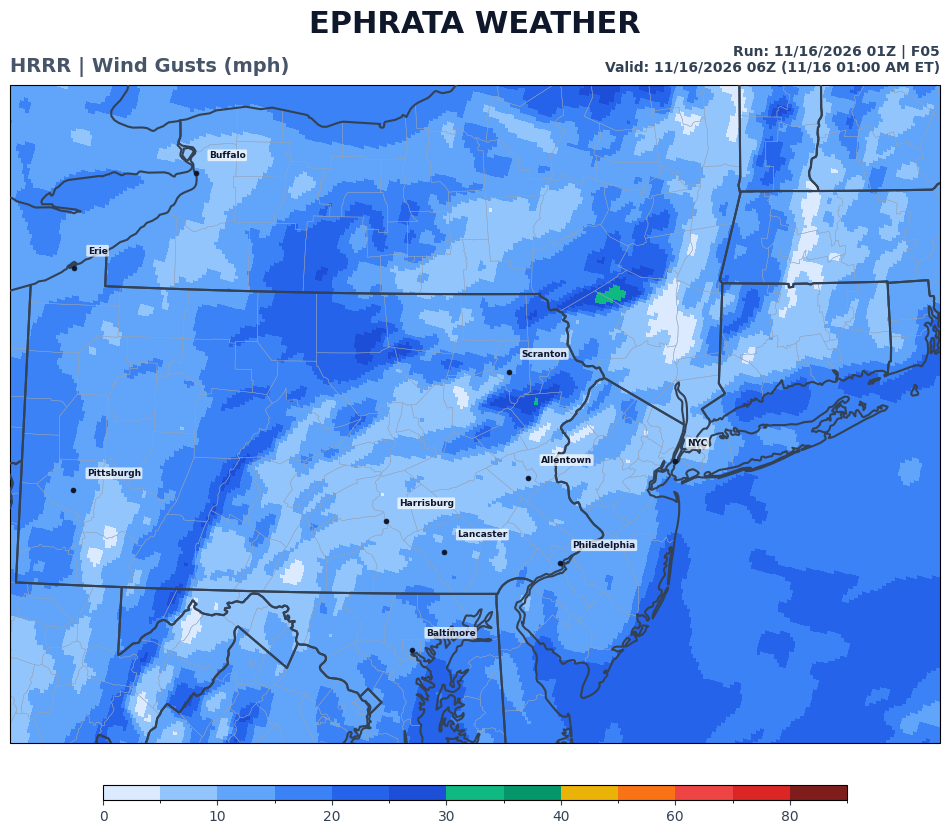 EPHRATA WEATHER
HRRR | Wind Gusts (mph)
Run: 11/16/2026 01Z | F05
Valid: 11/16/2026 06Z (11/16 01:00 AM ET)
Buffalo
Erie
Scranton
NYC
Allentown
Pittsburgh
Harrisburg
Lancaster
Philadelphia
Baltimore
0 10 20 30 40 60 80